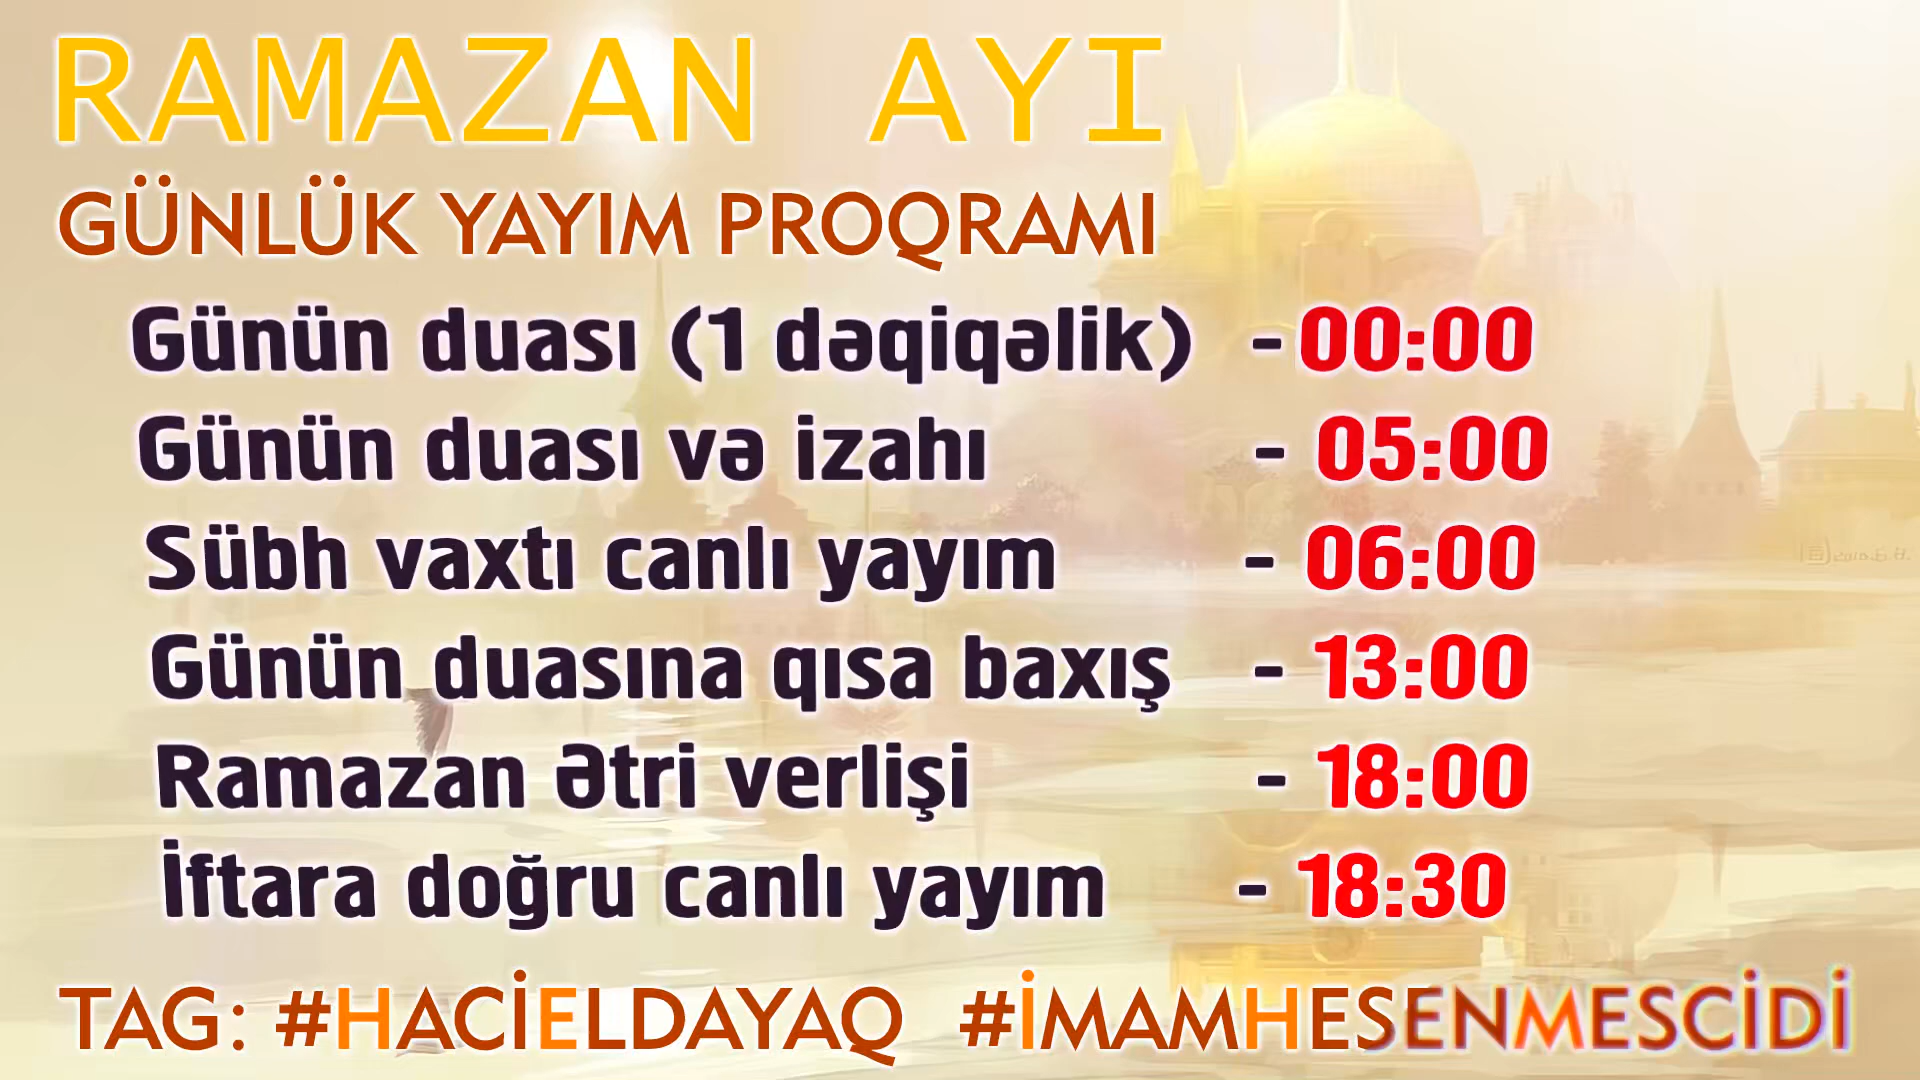 RAMAZAN AYI
GÜNLÜK YAYIM PROQRAMI
Günün duası (1 dəqiqəlik) - 00:00
Günün duası və izahı - 05:00
Sübh vaxtı canlı yayım - 06:00
Günün duasına qısa baxış - 13:00
Ramazan Ətri verlişi - 18:00
İftara doğru canlı yayım - 18:30
TAG: #HACİELDAYAQ #İMAMHESENMESCİDİ